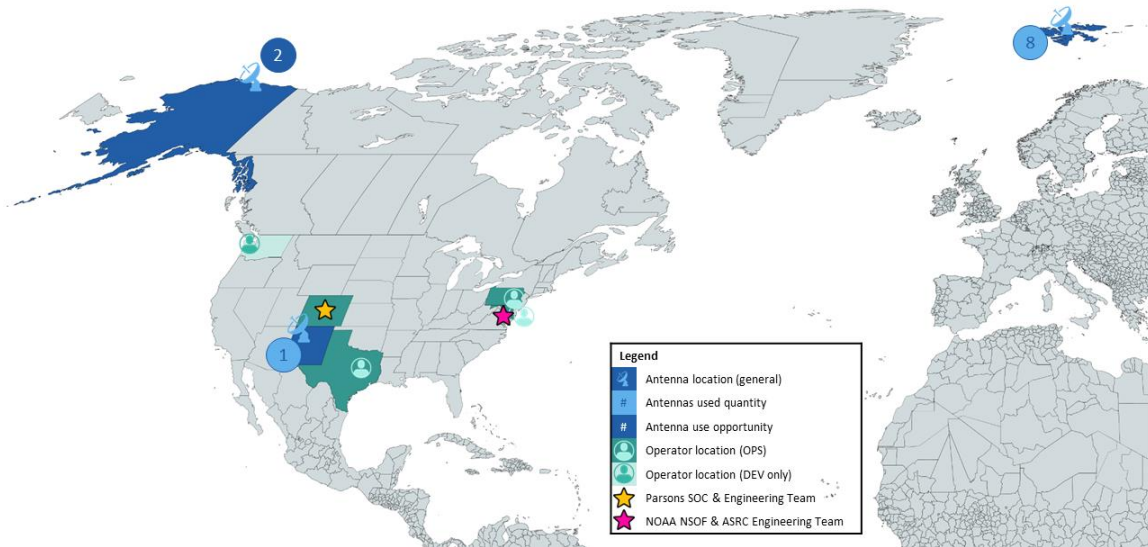 2
8
1
Legend
Antenna location (general)
# Antennas used quantity
# Antenna use opportunity
Operator location (OPS)
Operator location (DEV only)
Parsons SOC & Engineering Team
NOAA NSOF & ASRC Engineering Team